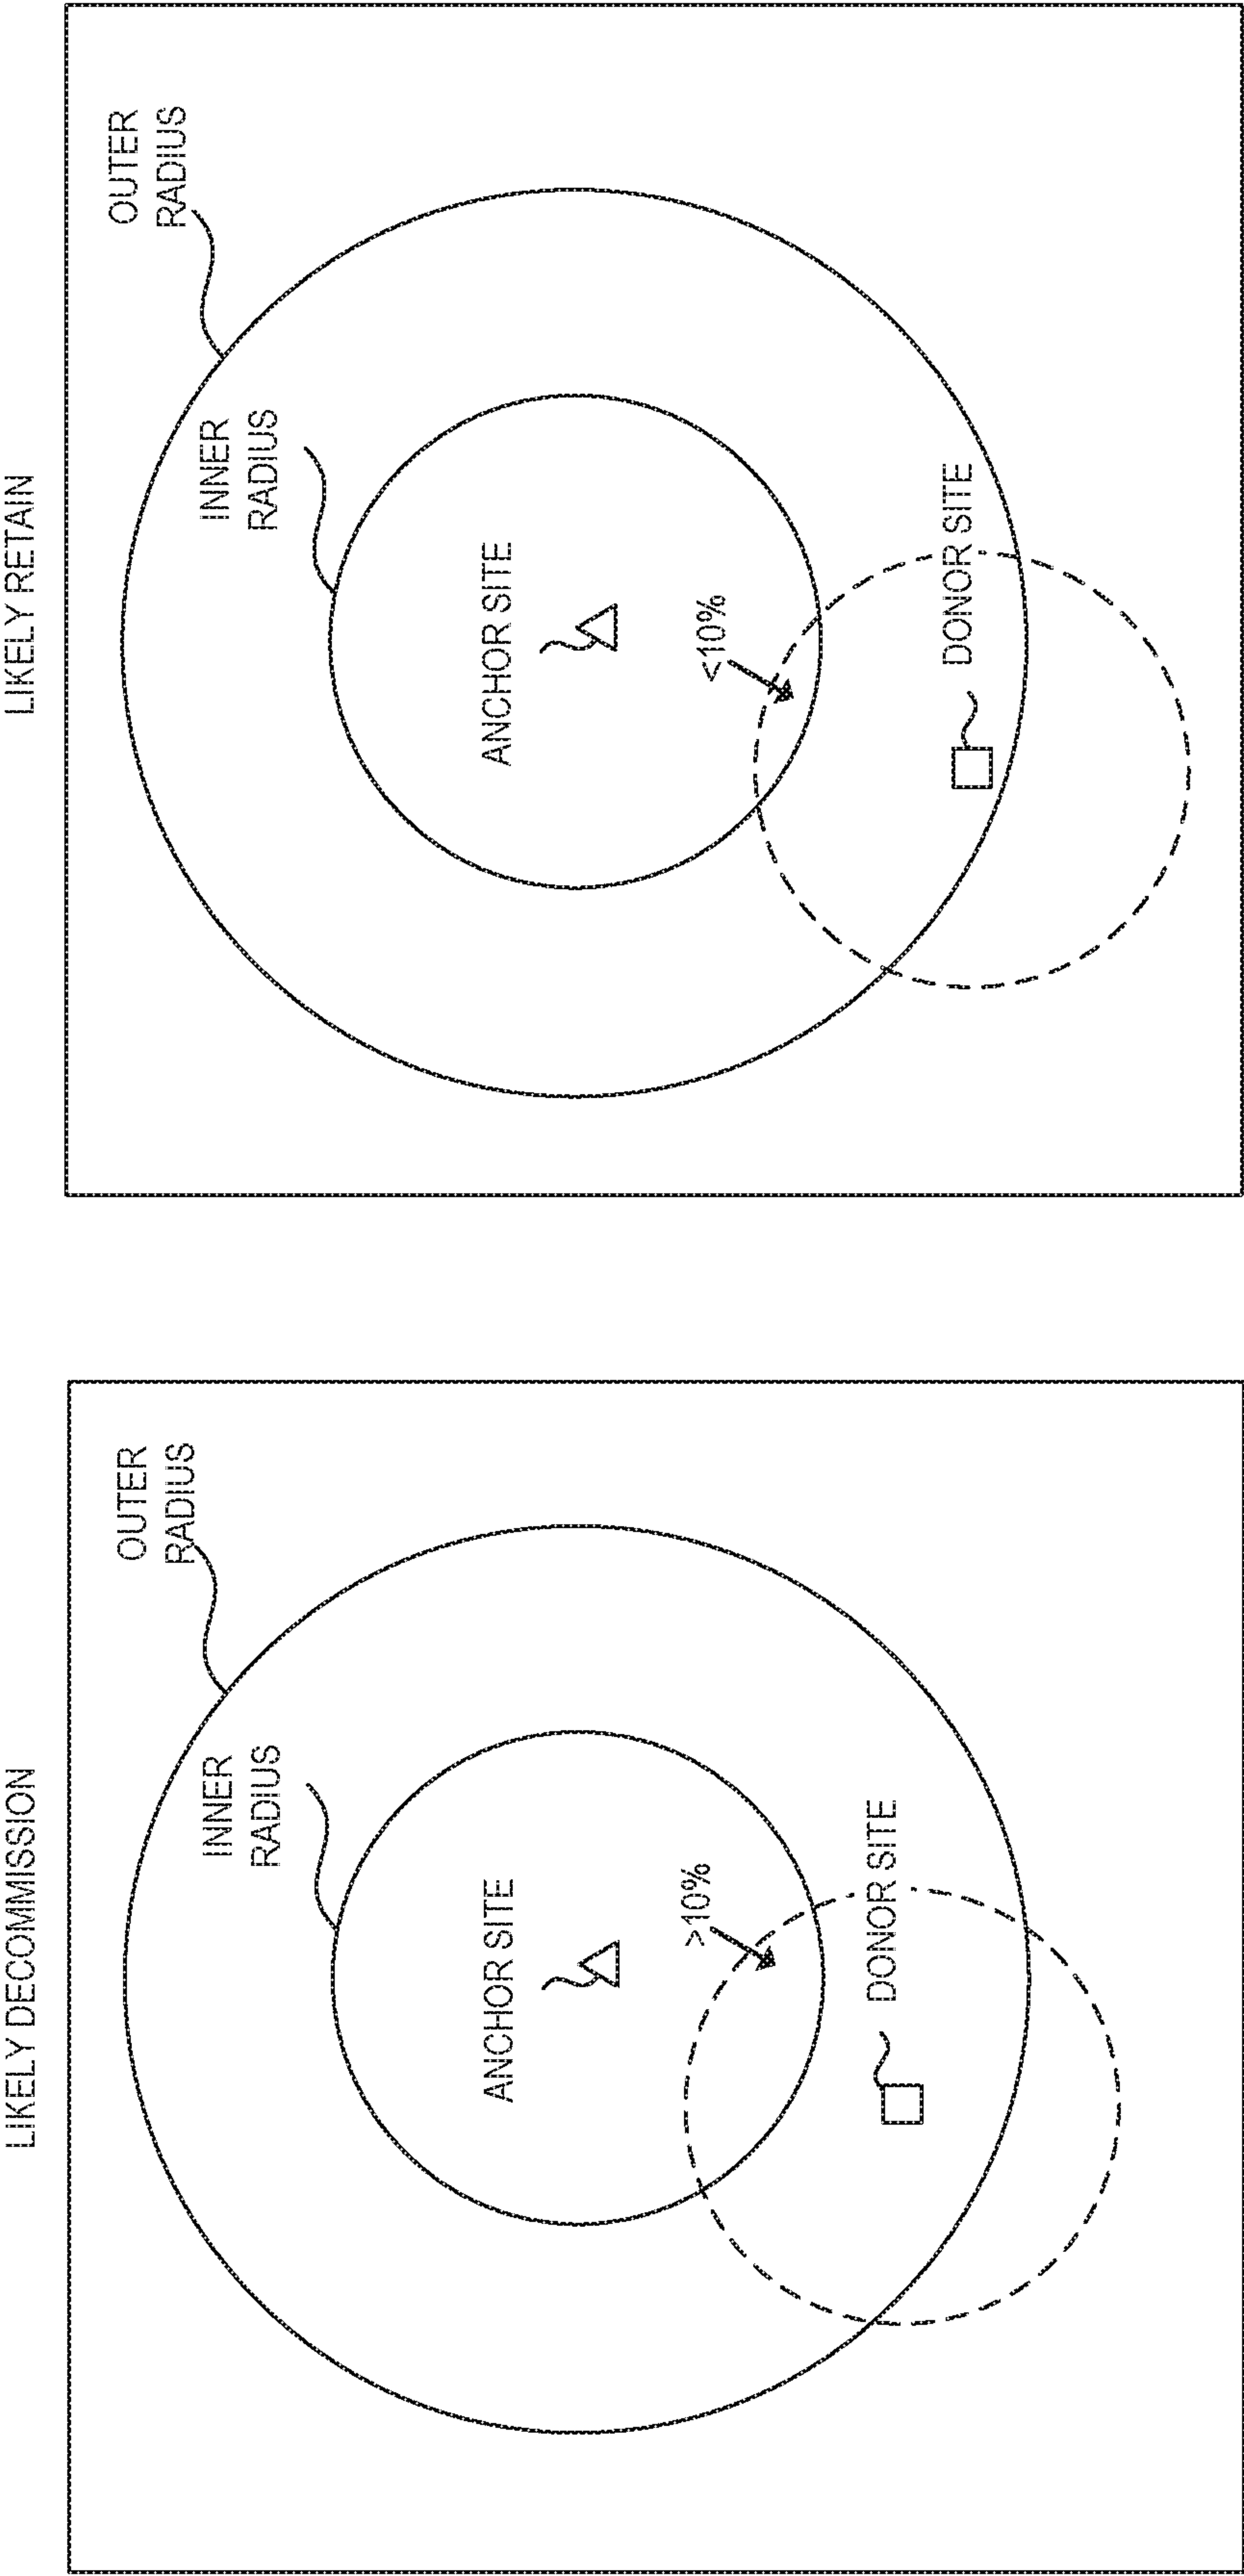 LIKELY DECOMMISSION
OUTER
RADIUS
INNER
RADIUS
ANCHOR SITE
>10%
DONOR SITE
LIKELY RETAIN
OUTER
RADIUS
INNER
RADIUS
ANCHOR SITE
<10%
DONOR SITE